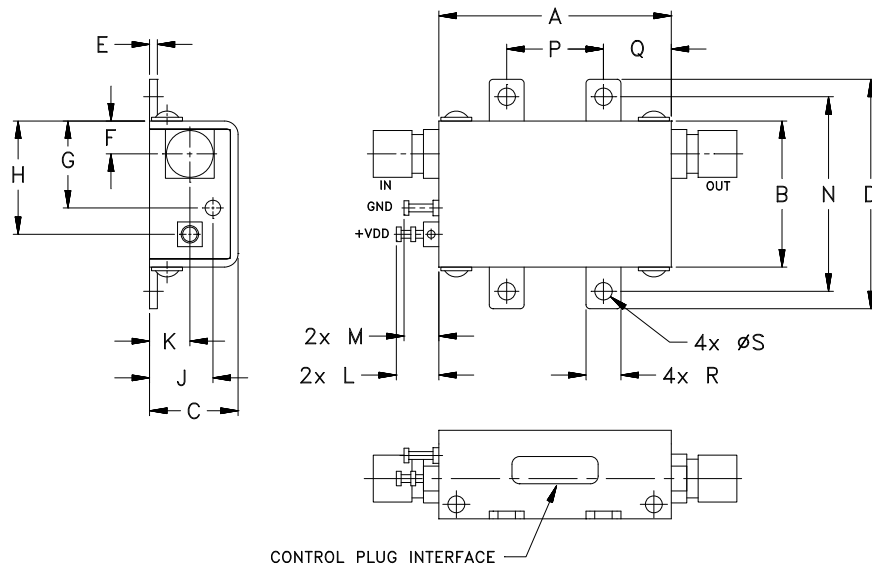 A
E
P
Q
F
G
H
IN
OUT
B
N
D
GND
+VDD
K
2x M
4x øS
J
2x L
4x R
C
CONTROL PLUG INTERFACE